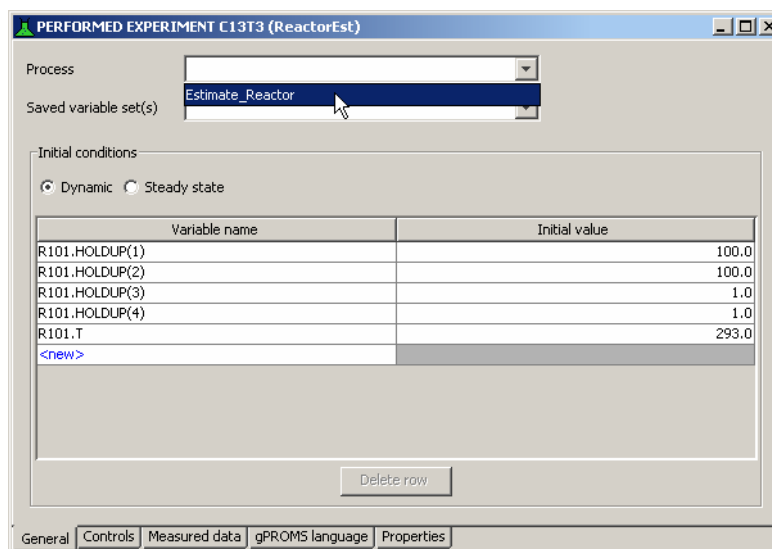 PERFORMED EXPERIMENT C13T3 (ReactorEst)
Process
Estimate_Reactor
Saved variable set(s)
Initial conditions
Dynamic Steady state
Variable name Initial value
R101.HOLDUP(1) 100.0
R101.HOLDUP(2) 100.0
R101.HOLDUP(3) 1.0
R101.HOLDUP(4) 1.0
R101.T 293.0
<new>
Delete row
General Controls Measured data gPROMS language Properties